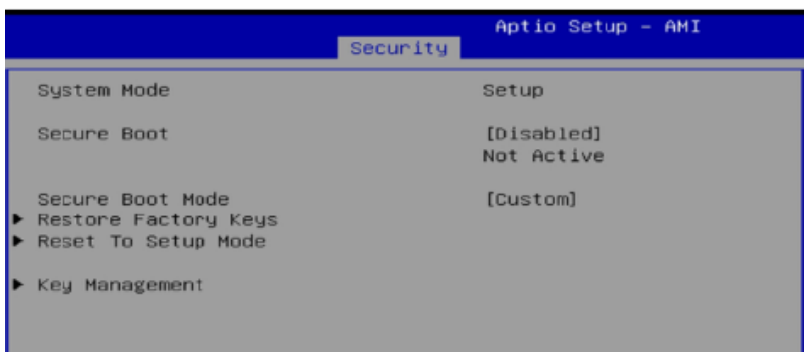 Aptio Setup – AMI
Security
System Mode Setup
Secure Boot [Disabled]
Not Active
Secure Boot Mode [Custom]
► Restore Factory Keys
► Reset To Setup Mode
► Key Management